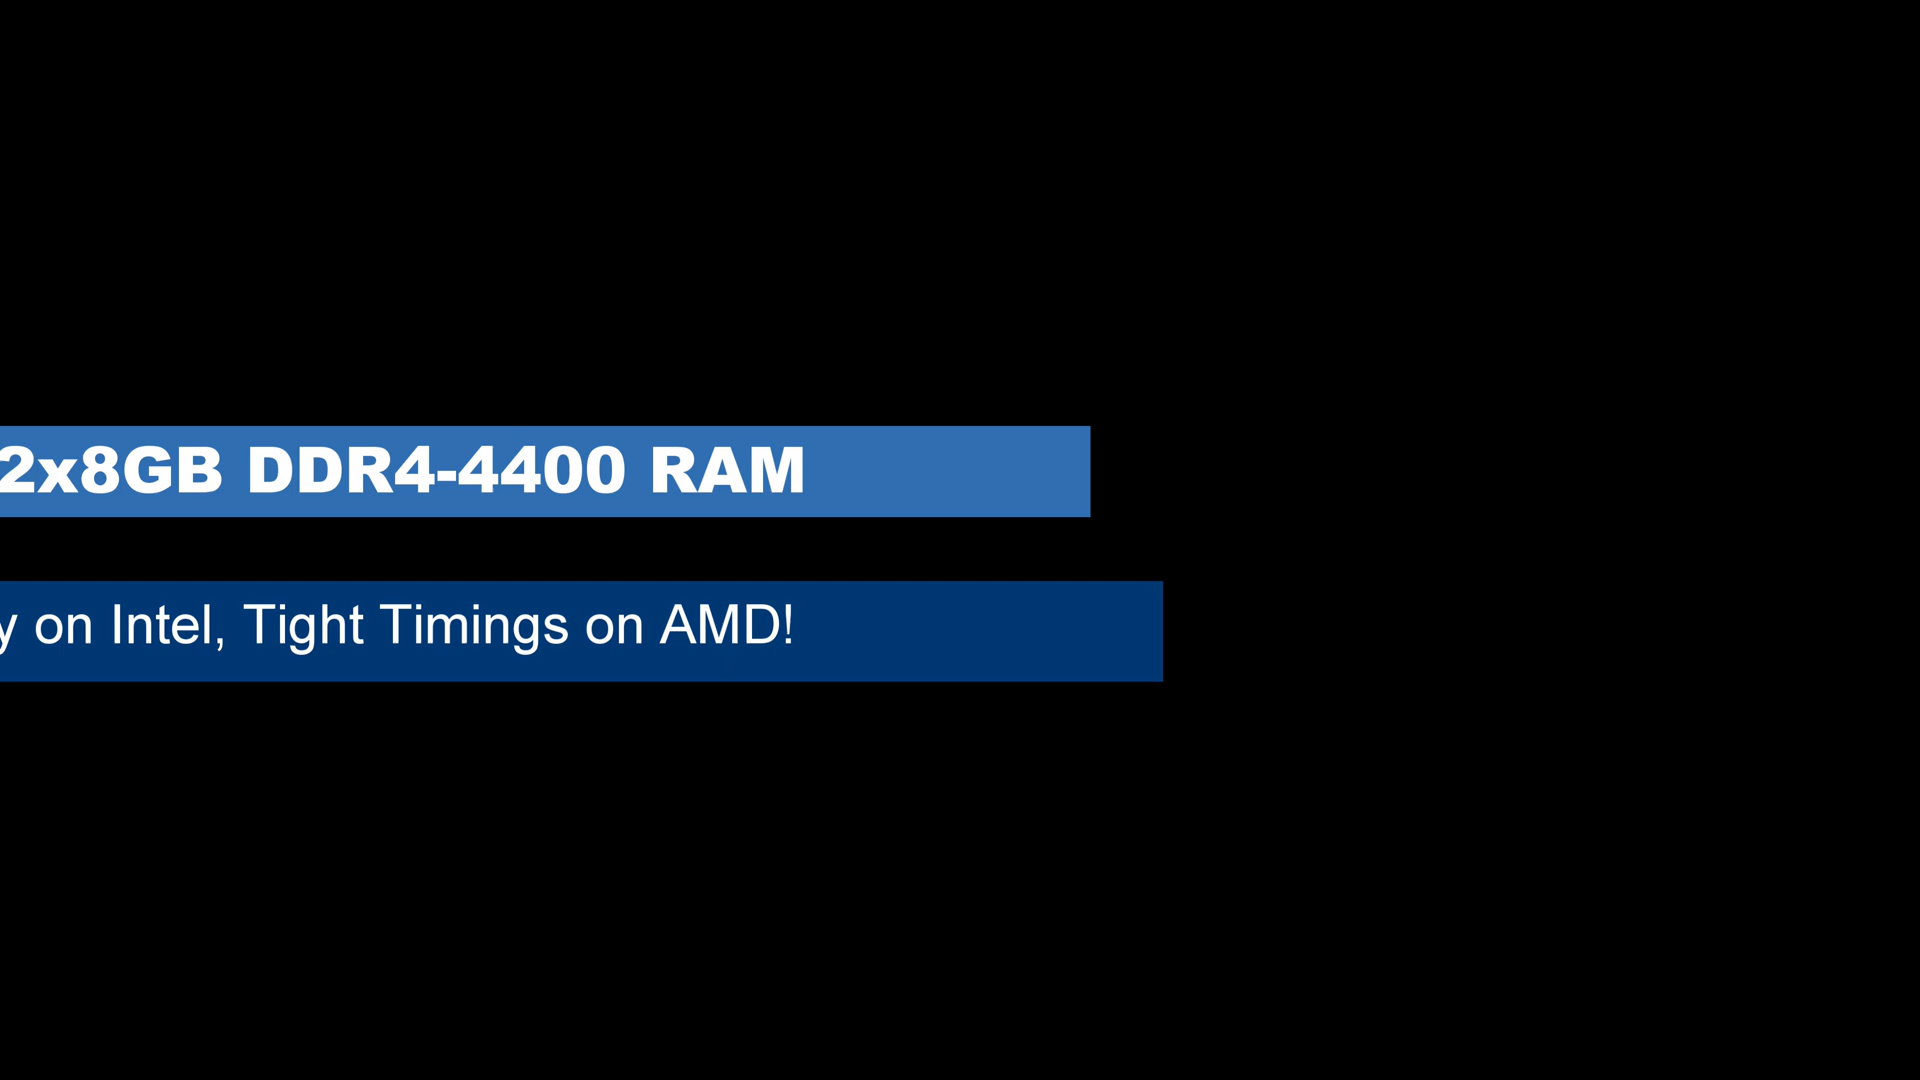 2x8GB DDR4-4400 RAM
y on Intel, Tight Timings on AMD!